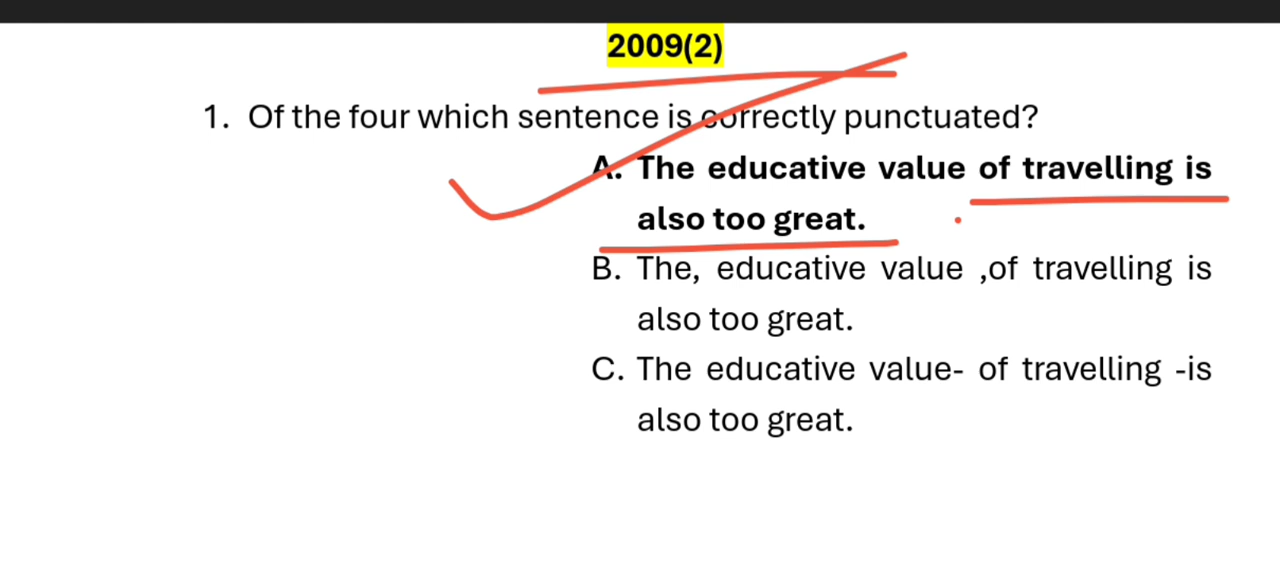 2009(2)
1. Of the four which sentence is correctly punctuated?
A. The educative value of travelling is
also too great.
B. The, educative value ,of travelling is
also too great.
C. The educative value- of travelling -is
also too great.